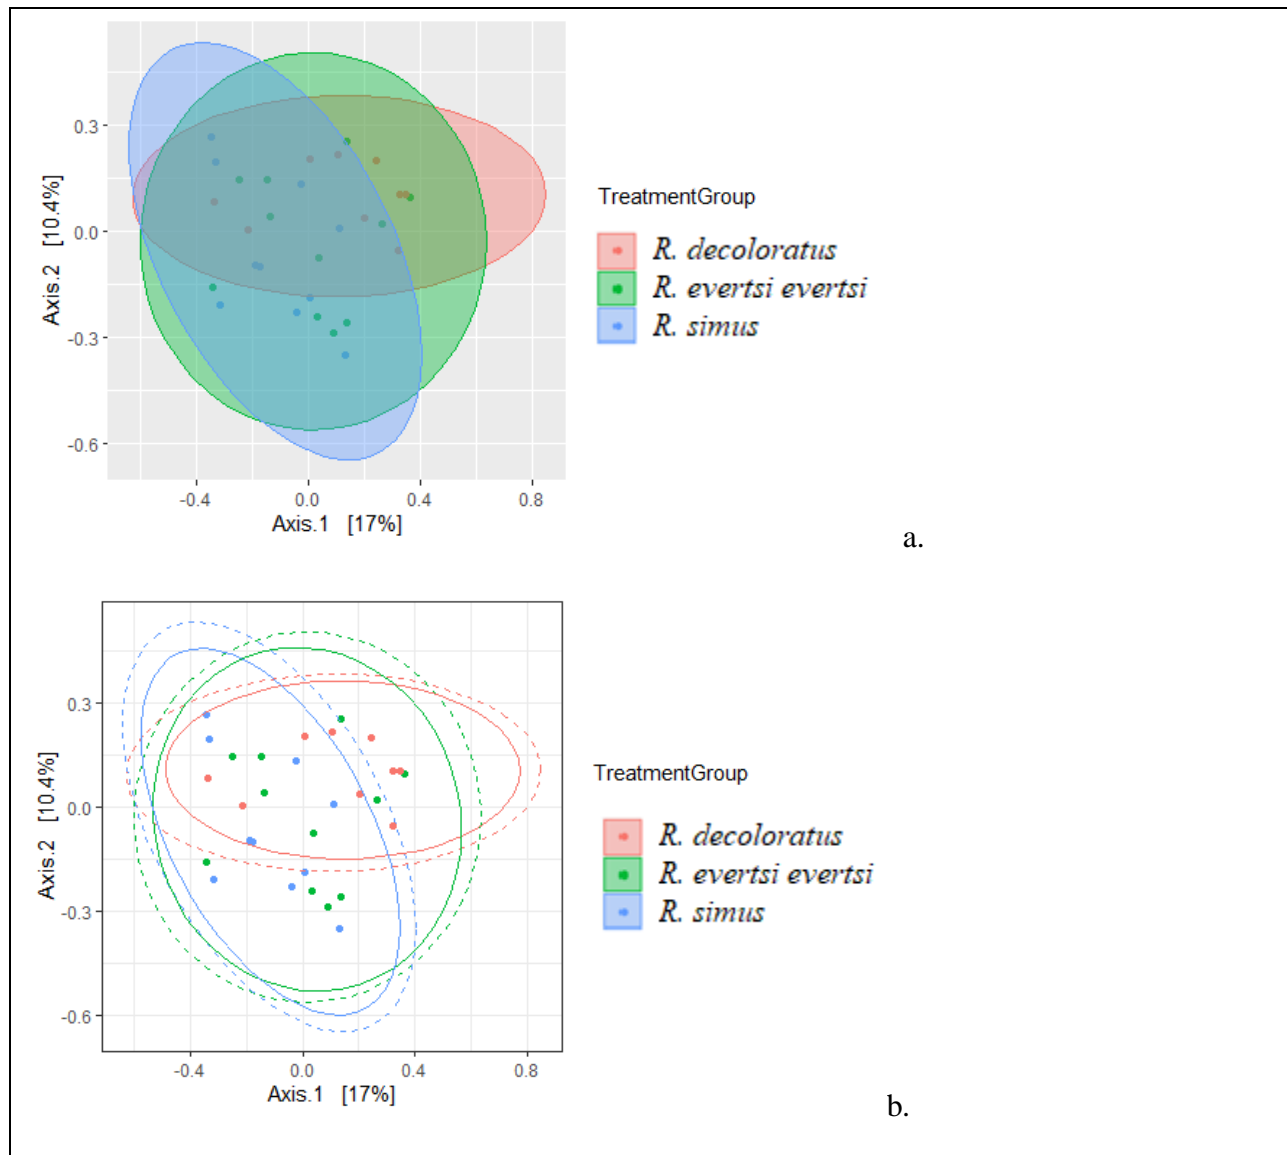 0.3
0.0
-0.3
-0.6
Axis.2 [10.4%]
-0.4 0.0 0.4 0.8
Axis.1 [17%]
TreatmentGroup
R. decoloratus
R. evertsi evertsi
R. simus
a.
0.3
0.0
-0.3
-0.6
Axis.2 [10.4%]
-0.4 0.0 0.4 0.8
Axis.1 [17%]
TreatmentGroup
R. decoloratus
R. evertsi evertsi
R. simus
b.